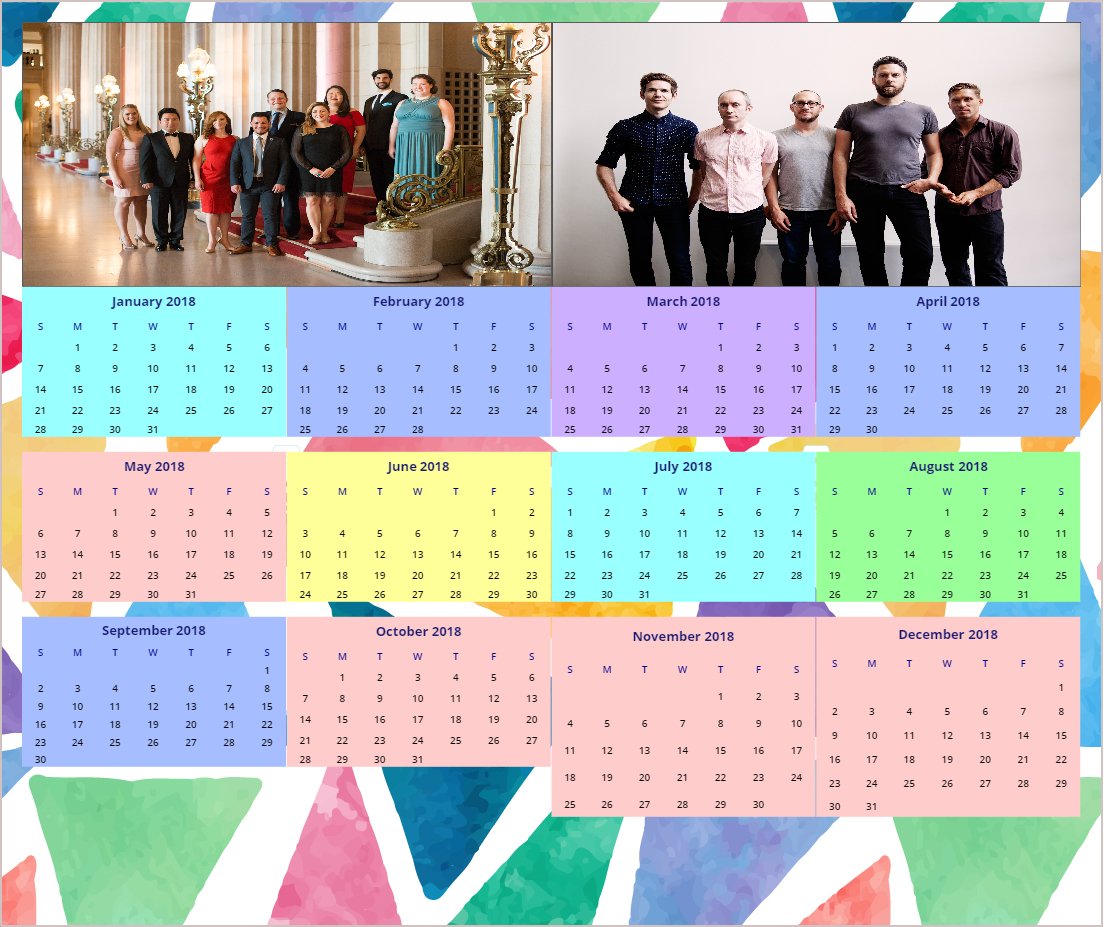 January 2018
S M T W T F S
1 2 3 4 5 6
7 8 9 10 11 12 13
14 15 16 17 18 19 20
21 22 23 24 25 26 27
28 29 30 31
February 2018
S M T W T F S
1 2 3
4 5 6 7 8 9 10
11 12 13 14 15 16 17
18 19 20 21 22 23 24
25 26 27 28
March 2018
S M T W T F S
1 2 3
4 5 6 7 8 9 10
11 12 13 14 15 16 17
18 19 20 21 22 23 24
25 26 27 28 29 30 31
April 2018
S M T W T F S
1 2 3 4 5 6 7
8 9 10 11 12 13 14
15 16 17 18 19 20 21
22 23 24 25 26 27 28
29 30
May 2018
S M T W T F S
1 2 3 4 5
6 7 8 9 10 11 12
13 14 15 16 17 18 19
20 21 22 23 24 25 26
27 28 29 30 31
June 2018
S M T W T F S
1 2
3 4 5 6 7 8 9
10 11 12 13 14 15 16
17 18 19 20 21 22 23
24 25 26 27 28 29 30
July 2018
S M T W T F S
1 2 3 4 5 6 7
8 9 10 11 12 13 14
15 16 17 18 19 20 21
22 23 24 25 26 27 28
29 30 31
August 2018
S M T W T F S
1 2 3 4
5 6 7 8 9 10 11
12 13 14 15 16 17 18
19 20 21 22 23 24 25
26 27 28 29 30 31
September 2018
S M T W T F S
1
2 3 4 5 6 7 8
9 10 11 12 13 14 15
16 17 18 19 20 21 22
23 24 25 26 27 28 29
30
October 2018
S M T W T F S
1 2 3 4 5 6
7 8 9 10 11 12 13
14 15 16 17 18 19 20
21 22 23 24 25 26 27
28 29 30 31
November 2018
S M T W T F S
1 2 3
4 5 6 7 8 9 10
11 12 13 14 15 16 17
18 19 20 21 22 23 24
25 26 27 28 29 30
December 2018
S M T W T F S
1
2 3 4 5 6 7 8
9 10 11 12 13 14 15
16 17 18 19 20 21 22
23 24 25 26 27 28 29
30 31